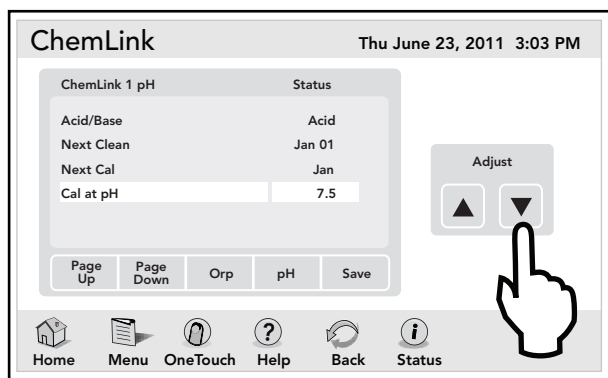 ChemLink Thu June 23, 2011 3:03 PM
ChemLink 1 pH Status
Acid/Base Acid
Next Clean Jan 01
Next Cal Jan
Cal at pH 7.5
Adjust
Page Up Page Down Orp pH Save
Home Menu OneTouch Help Back Status